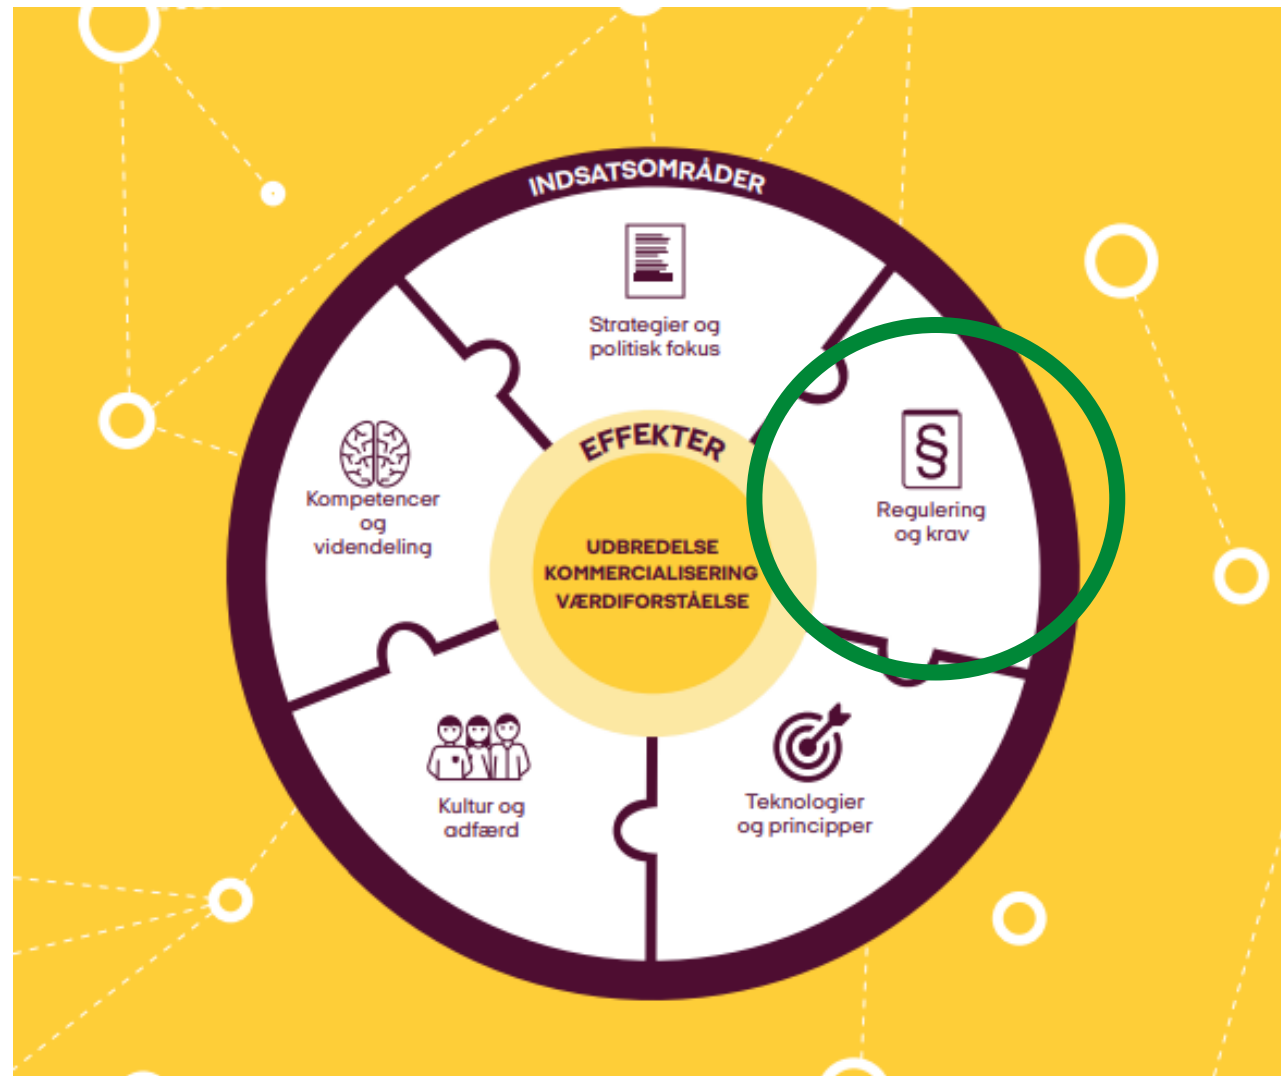 INDSATSOMRÅDER
Strategier og
politisk fokus
§
Regulering
og krav
Kompetencer
og
videndeling
EFFEKTER
UDBREDELSE
KOMMERCIALISERING
VÆRDIFORSTÅELSE
Kultur og
adfærd
Teknologier
og principper